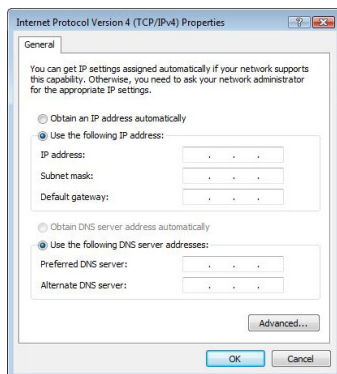 Internet Protocol Version 4 (TCP/IPv4) Properties
General
You can get IP settings assigned automatically if your network supports
this capability. Otherwise, you need to ask your network administrator
for the appropriate IP settings.
Obtain an IP address automatically
Use the following IP address:
IP address:
Subnet mask:
Default gateway:
Obtain DNS server address automatically
Use the following DNS server addresses:
Preferred DNS server:
Alternate DNS server:
Advanced...
OK Cancel